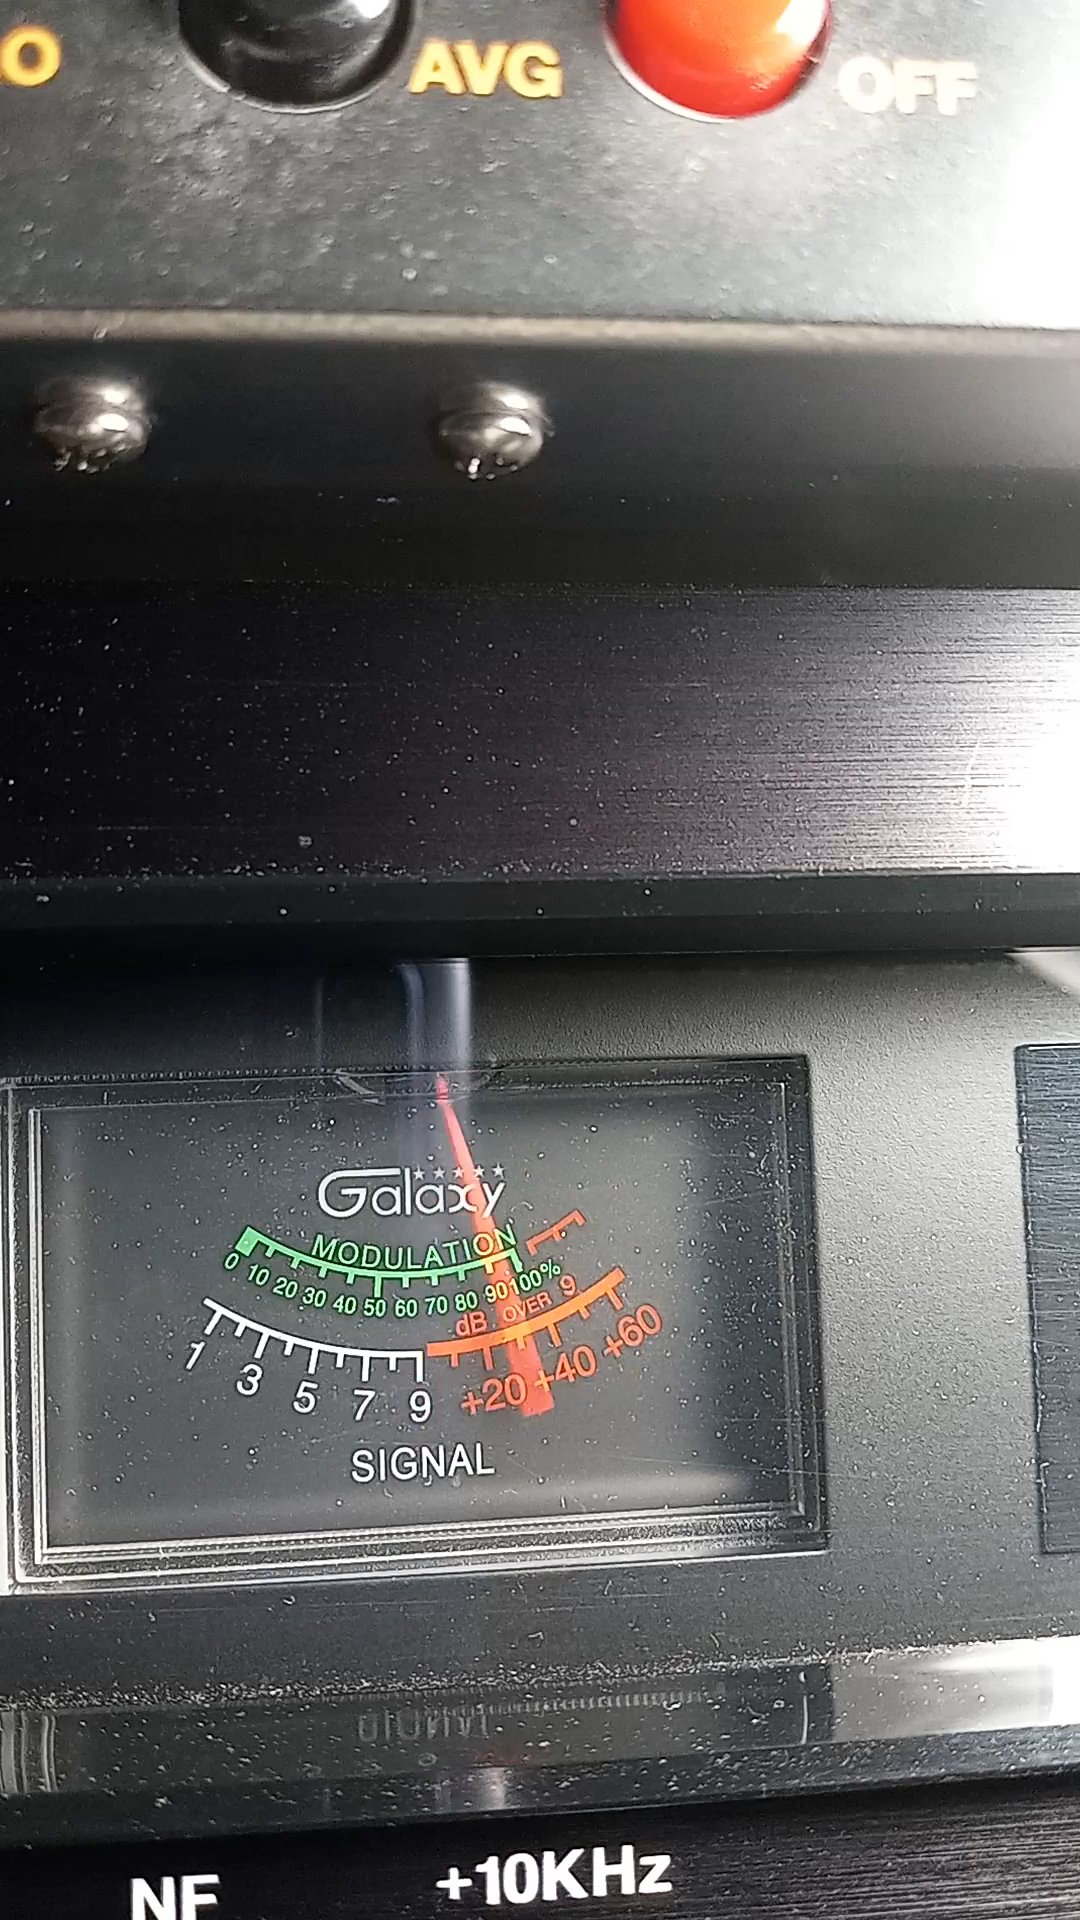 AVG
OFF
Galaxy
MODULATION
0 10 20 30 40 50 60 70 80 90 100%
dB OVER 9
1 3 5 7 9 +20 +40 +60
SIGNAL
NF +10KHz